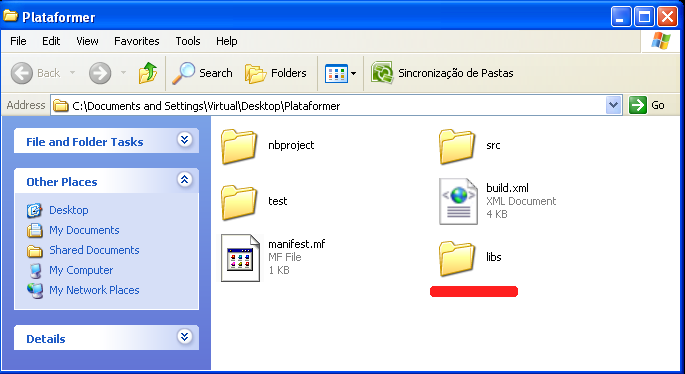 Plataformer
File Edit View Favorites Tools Help
Back Search Folders Sincronização de Pastas
Address C:\Documents and Settings\Virtual\Desktop\Plataformer Go
File and Folder Tasks
Other Places
Desktop
My Documents
Shared Documents
My Computer
My Network Places
Details
nbproject
src
test
build.xml
XML Document
4 KB
manifest.mf
MF File
1 KB
libs